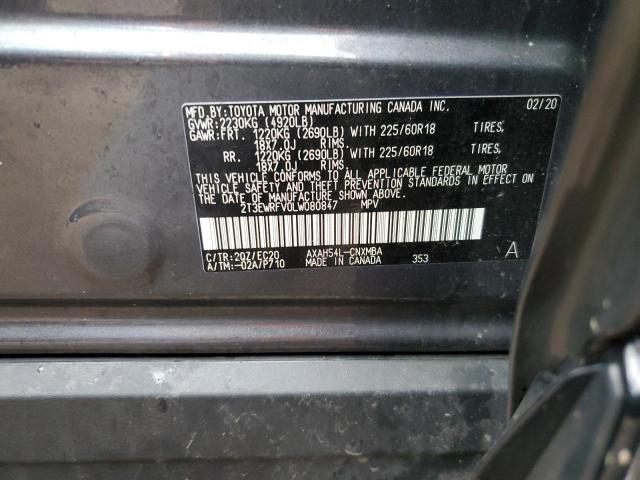 MFD. BY: TOYOTA MOTOR MANUFACTURING CANADA INC. 02/20
GVWR: 2230KG (4920LB)
GAWR: FRT. 1220KG (2690LB) WITH 225/60R18 TIRES,
18X7.0J RIMS.
RR. 1220KG (2690LB) WITH 225/60R18 TIRES,
18X7.0J RIMS.
THIS VEHICLE CONFORMS TO ALL APPLICABLE FEDERAL MOTOR
VEHICLE SAFETY AND THEFT PREVENTION STANDARDS IN EFFECT ON
THE DATE OF MANUFACTURE SHOWN ABOVE.
2T3EWRFV0LW080847 MPV
C/TR: 207/EC20 AXAH54L-CNXMBA
A/TM: -02A/P710 MADE IN CANADA 353 A